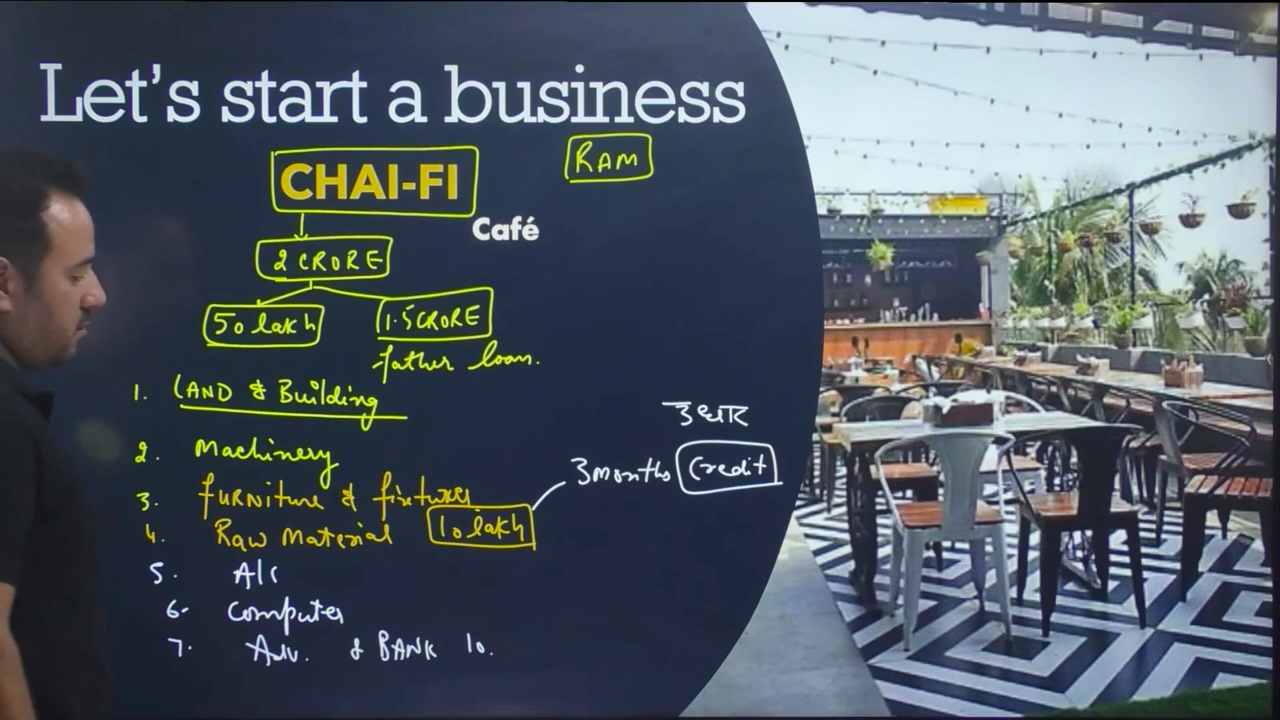 Let's start a business
RAM
CHAI-FI
Café
2 CRORE
50 lakh
1.5 CRORE
father loan.
1. LAND & Building
2. Machinery
3. furniture & fixtures
4. Raw Material 10 lakh
उधार
3 months Credit
5. A/c
6. Computer
7. Adv. & BANK lo.